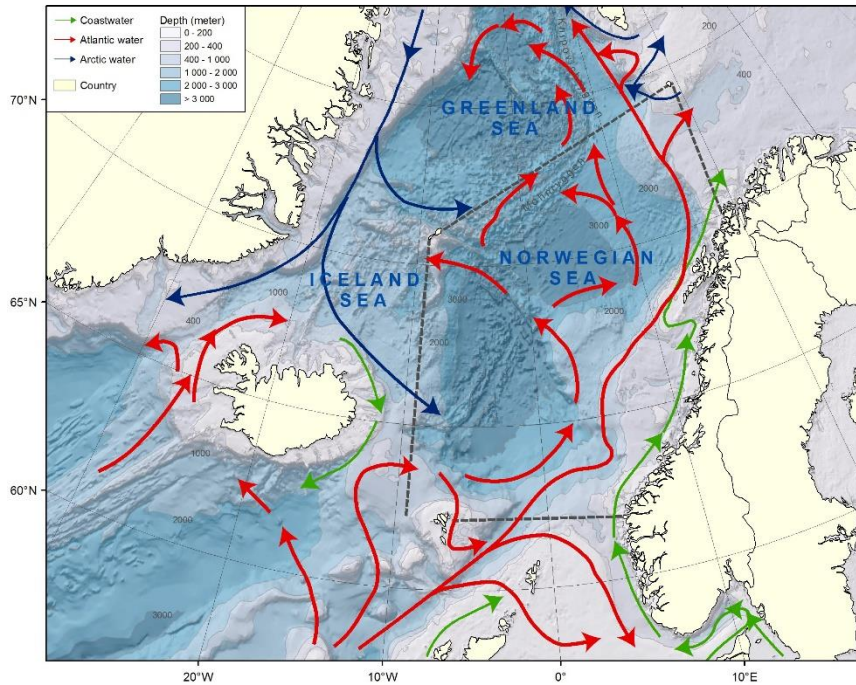 Coastwater
Atlantic water
Arctic water
Country
Depth (meter)
0 - 200
200 - 400
400 - 1 000
1 000 - 2 000
2 000 - 3 000
> 3 000
70°N
65°N
60°N
GREENLAND
SEA
NORWEGIAN
SEA
ICELAND
SEA
200
400
2000
3000
2000
1000
400
3000
2000
1000
2000
3000
20°W
10°W
0°
10°E